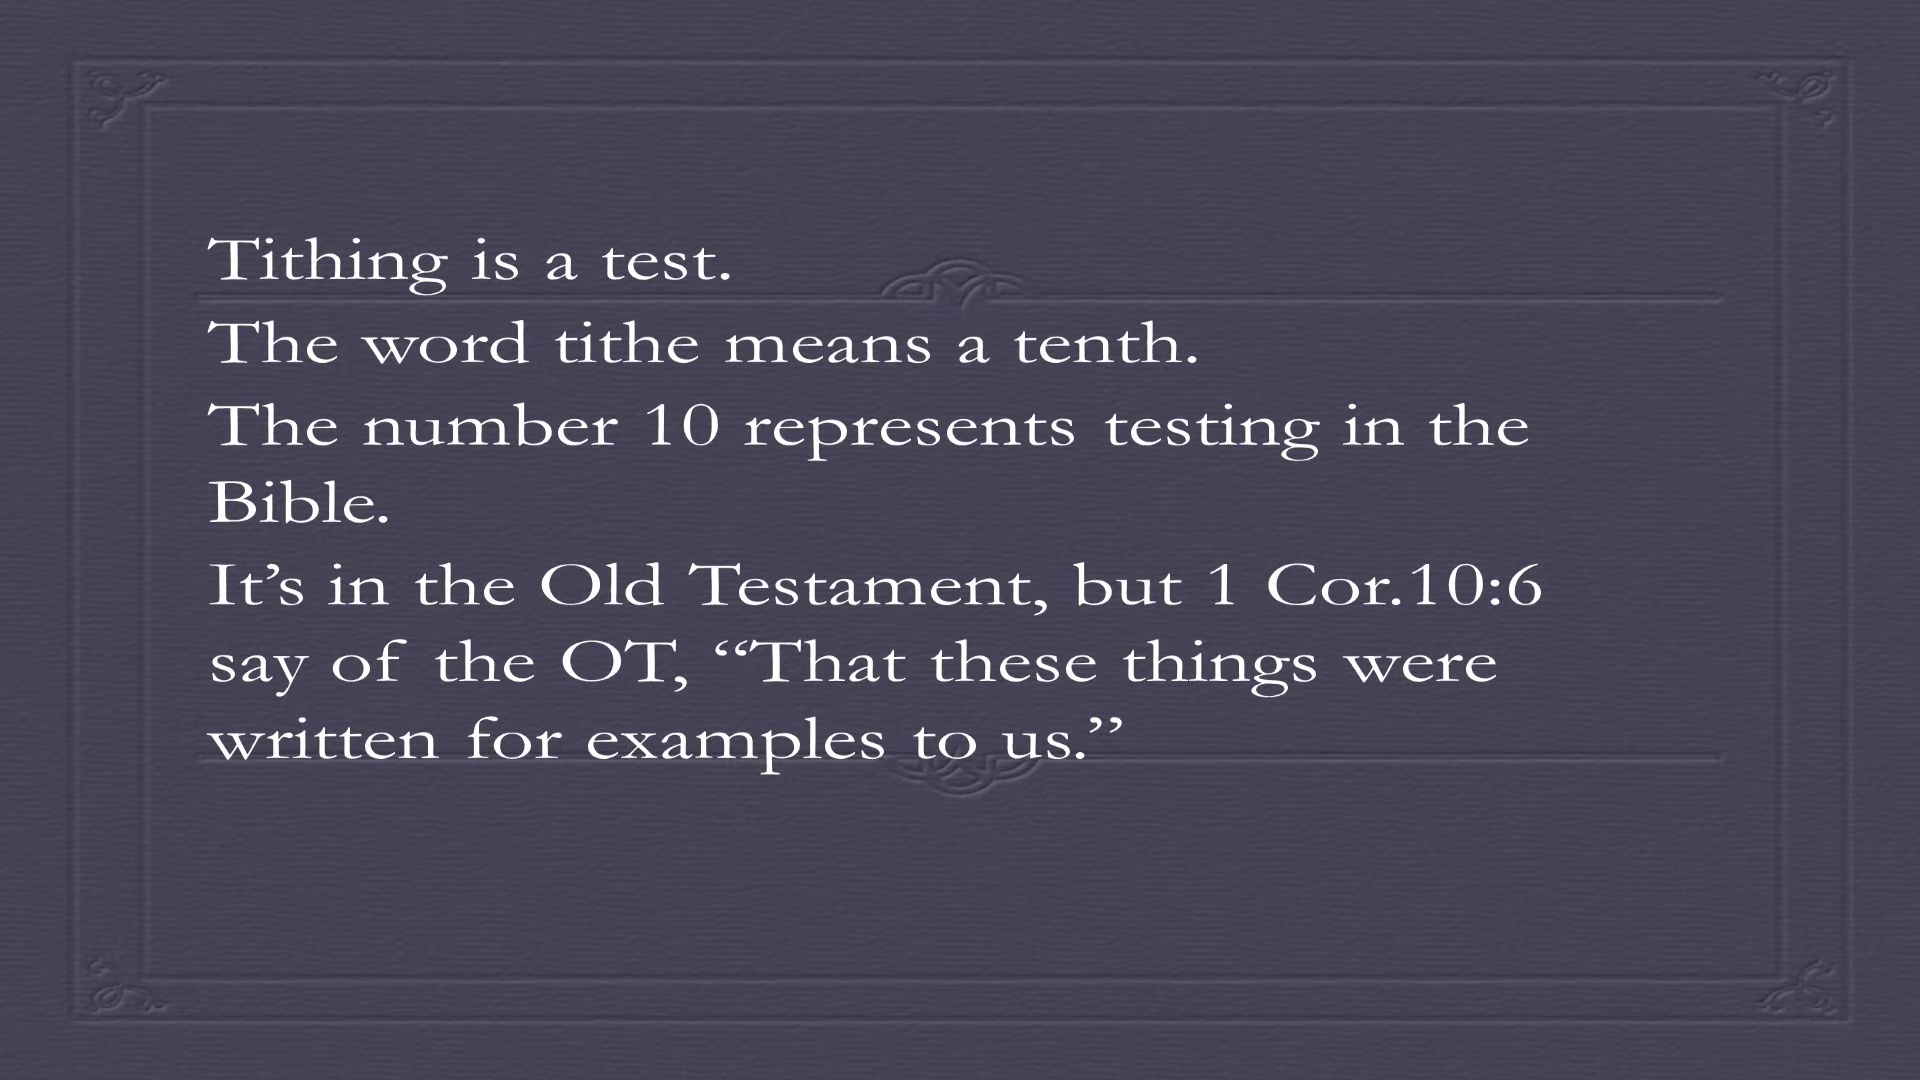 Tithing is a test.
The word tithe means a tenth.
The number 10 represents testing in the
Bible.
It’s in the Old Testament, but 1 Cor.10:6
say of the OT, “That these things were
written for examples to us.”